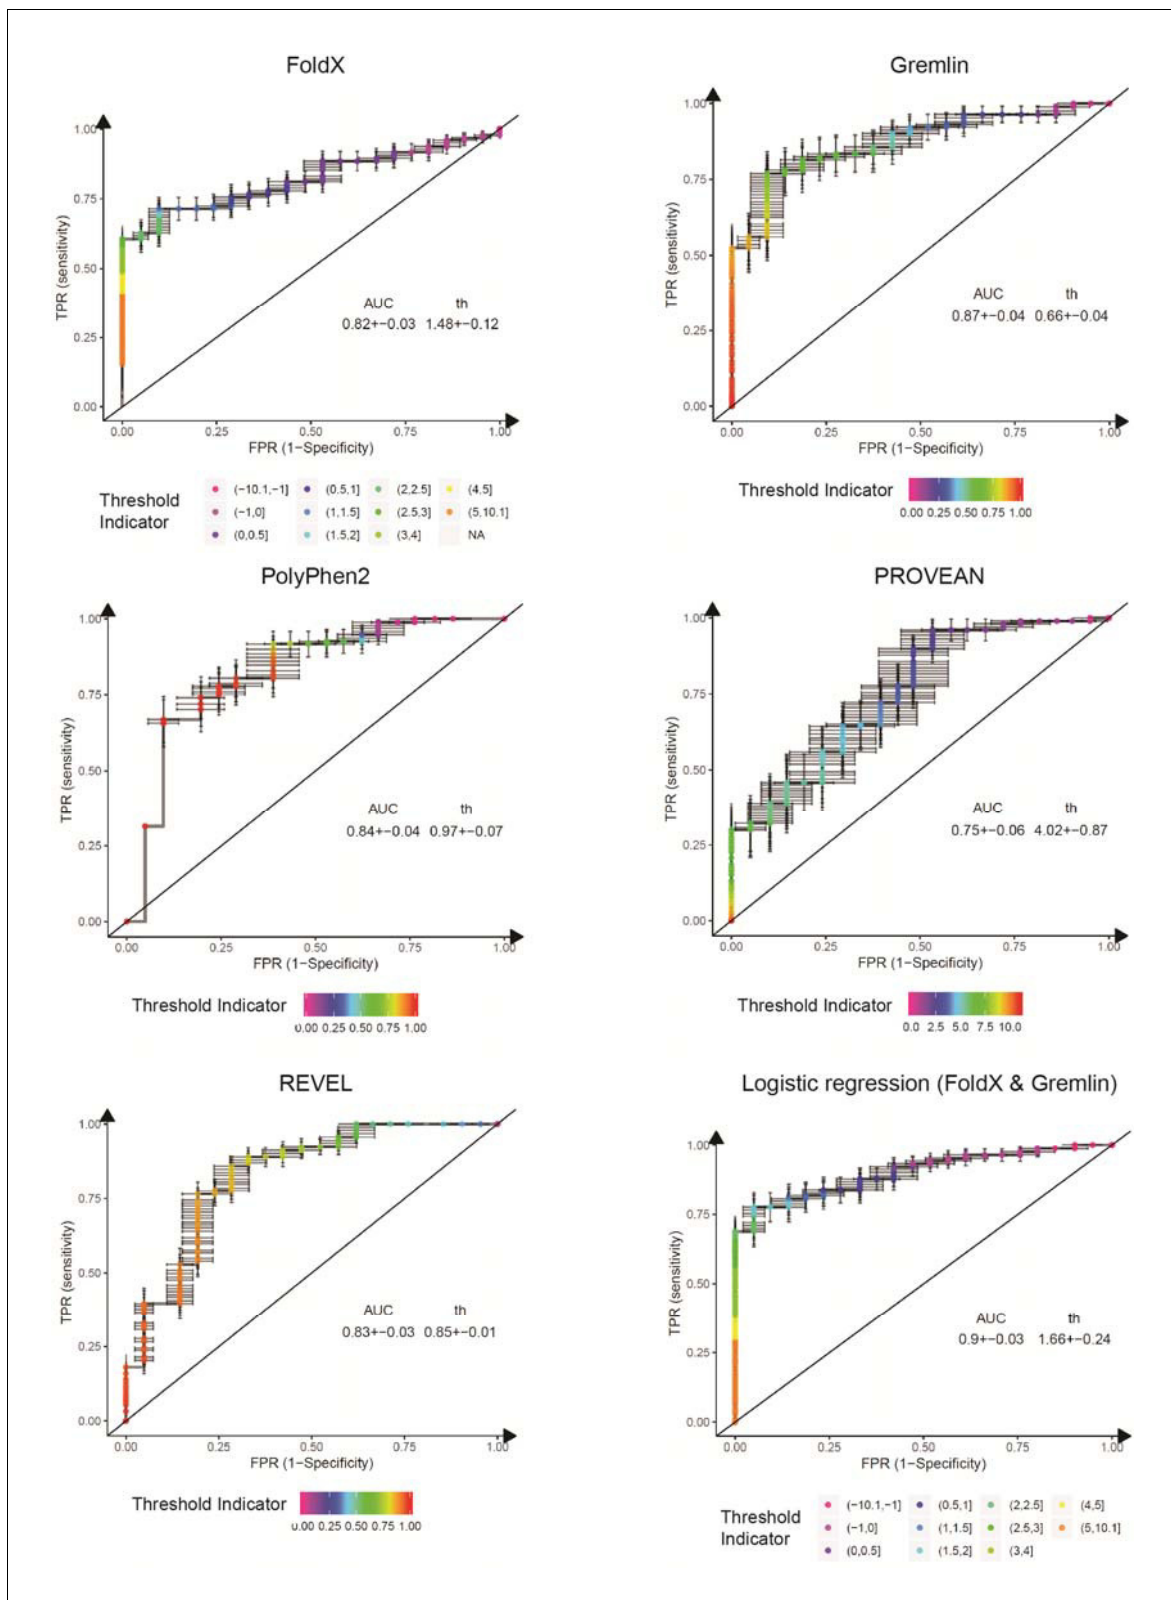 FoldX
1.00
0.75
0.50
0.25
0.00
TPR (sensitivity)
AUC th
0.82+−0.03 1.48+−0.12
0.00 0.25 0.50 0.75 1.00
FPR (1−Specificity)
Threshold
Indicator
(−10.1,−1] (0.5,1] (2,2.5] (4,5]
(−1,0] (1,1.5] (2.5,3] (5,10.1]
(0,0.5] (1.5,2] (3,4] NA
Gremlin
1.00
0.75
0.50
0.25
0.00
TPR (sensitivity)
AUC th
0.87+−0.04 0.66+−0.04
0.00 0.25 0.50 0.75 1.00
FPR (1−Specificity)
Threshold Indicator
0.00 0.25 0.50 0.75 1.00
PolyPhen2
1.00
0.75
0.50
0.25
0.00
TPR (sensitivity)
AUC th
0.84+−0.04 0.97+−0.07
0.00 0.25 0.50 0.75 1.00
FPR (1−Specificity)
Threshold Indicator
0.00 0.25 0.50 0.75 1.00
PROVEAN
1.00
0.75
0.50
0.25
0.00
TPR (sensitivity)
AUC th
0.75+−0.06 4.02+−0.87
0.00 0.25 0.50 0.75 1.00
FPR (1−Specificity)
Threshold Indicator
0.0 2.5 5.0 7.5 10.0
REVEL
1.00
0.75
0.50
0.25
0.00
TPR (sensitivity)
AUC th
0.83+−0.03 0.85+−0.01
0.00 0.25 0.50 0.75 1.00
FPR (1−Specificity)
Threshold Indicator
0.00 0.25 0.50 0.75 1.00
Logistic regression (FoldX & Gremlin)
1.00
0.75
0.50
0.25
0.00
TPR (sensitivity)
AUC th
0.9+−0.03 1.66+−0.24
0.00 0.25 0.50 0.75 1.00
FPR (1−Specificity)
Threshold
Indicator
(−10.1,−1] (0.5,1] (2,2.5] (4,5]
(−1,0] (1,1.5] (2.5,3] (5,10.1]
(0,0.5] (1.5,2] (3,4]